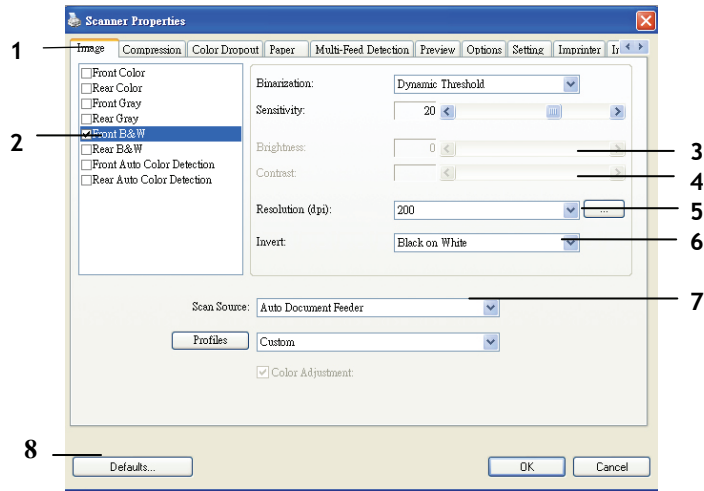 Scanner Properties
1
Image Compression Color Dropout Paper Multi-Feed Detection Preview Options Setting Imprinter
Front Color
Rear Color
Front Gray
Rear Gray
2
Front B&W
Rear B&W
Front Auto Color Detection
Rear Auto Color Detection
Binarization: Dynamic Threshold
Sensitivity: 20
Brightness: 0
3
Contrast:
4
Resolution (dpi): 200 ...
5
Invert: Black on White
6
Scan Source: Auto Document Feeder
7
Profiles Custom
Color Adjustment:
8
Defaults... OK Cancel